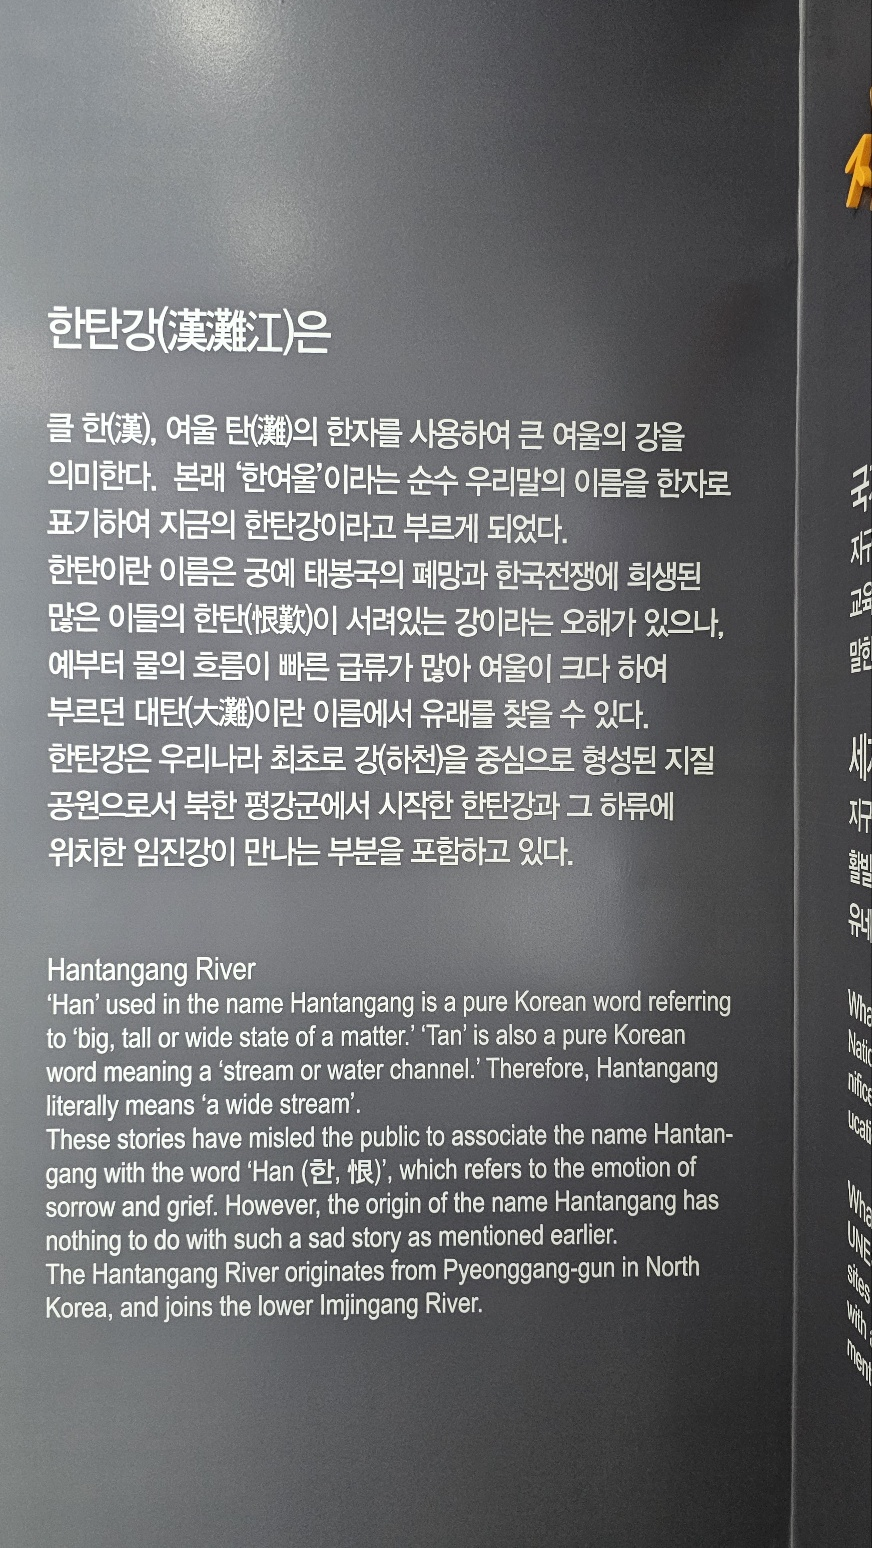 한탄강(漢灘江)은
클 한(漢), 여울 탄(灘)의 한자를 사용하여 큰 여울의 강을
의미한다. 본래 '한여울'이라는 순수 우리말의 이름을 한자로
표기하여 지금의 한탄강이라고 부르게 되었다.
한탄이란 이름은 궁예 태봉국의 폐망과 한국전쟁에 희생된
많은 이들의 한탄(恨歎)이 서려있는 강이라는 오해가 있으나,
예부터 물의 흐름이 빠른 급류가 많아 여울이 크다 하여
부르던 대탄(大灘)이란 이름에서 유래를 찾을 수 있다.
한탄강은 우리나라 최초로 강(하천)을 중심으로 형성된 지질
공원으로서 북한 평강군에서 시작한 한탄강과 그 하류에
위치한 임진강이 만나는 부분을 포함하고 있다.
Hantangang River
'Han' used in the name Hantangang is a pure Korean word referring
to 'big, tall or wide state of a matter.' 'Tan' is also a pure Korean
word meaning a 'stream or water channel.' Therefore, Hantangang
literally means 'a wide stream'.
These stories have misled the public to associate the name Hantan-
gang with the word 'Han (한, 恨)', which refers to the emotion of
sorrow and grief. However, the origin of the name Hantangang has
nothing to do with such a sad story as mentioned earlier.
The Hantangang River originates from Pyeonggang-gun in North
Korea, and joins the lower Imjingang River.